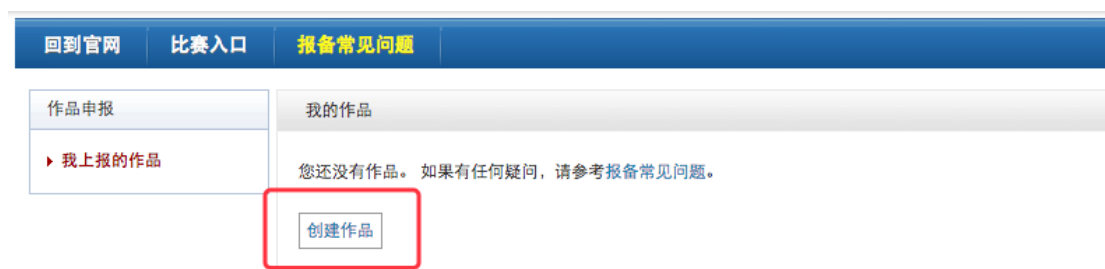 回到官网 比赛入口 报备常见问题
作品申报
我的作品
我上报的作品
您还没有作品。 如果有任何疑问，请参考报备常见问题。
创建作品